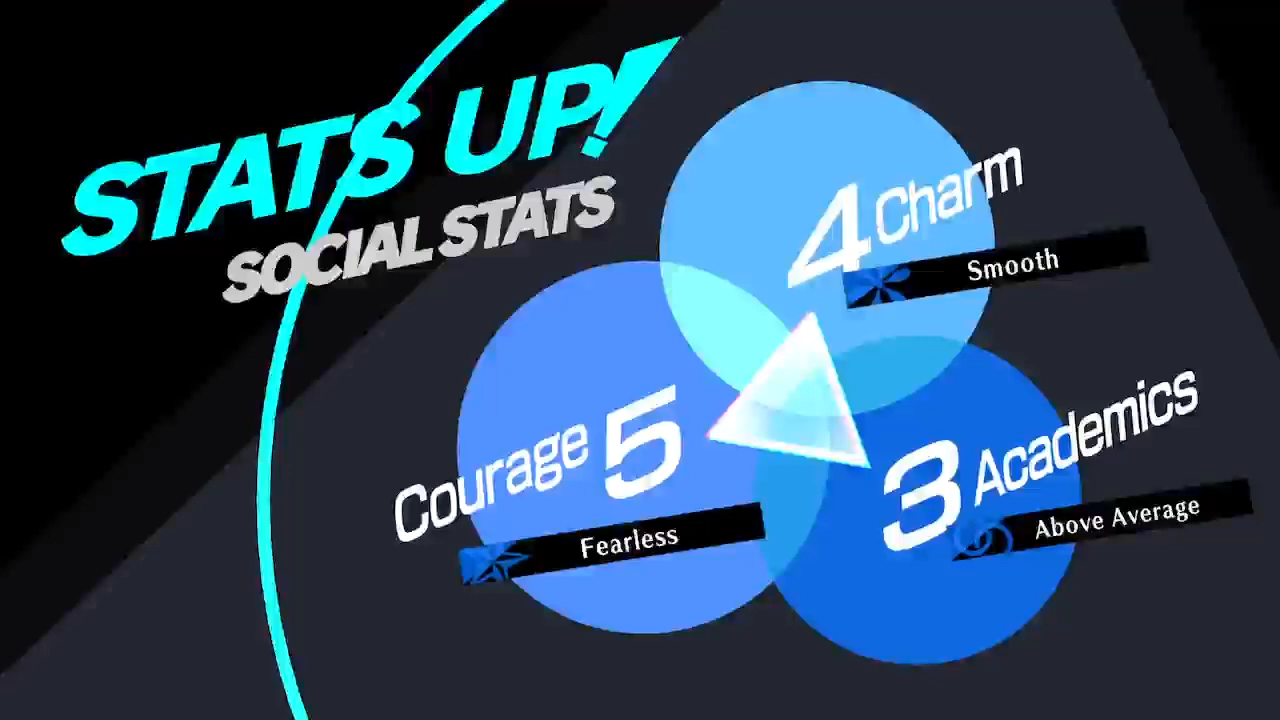 STATS UP!
SOCIAL STATS
4 Charm
Smooth
Courage 5
Fearless
3 Academics
Above Average